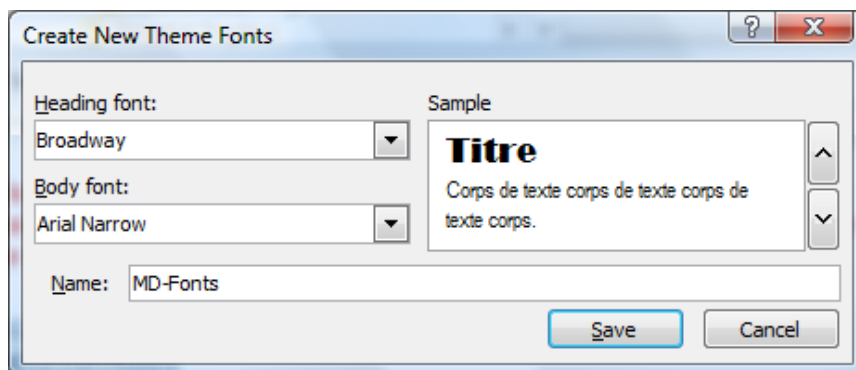 Create New Theme Fonts
Heading font:
Broadway
Body font:
Arial Narrow
Sample
Titre
Corps de texte corps de texte corps de
texte corps.
Name: MD-Fonts
Save Cancel